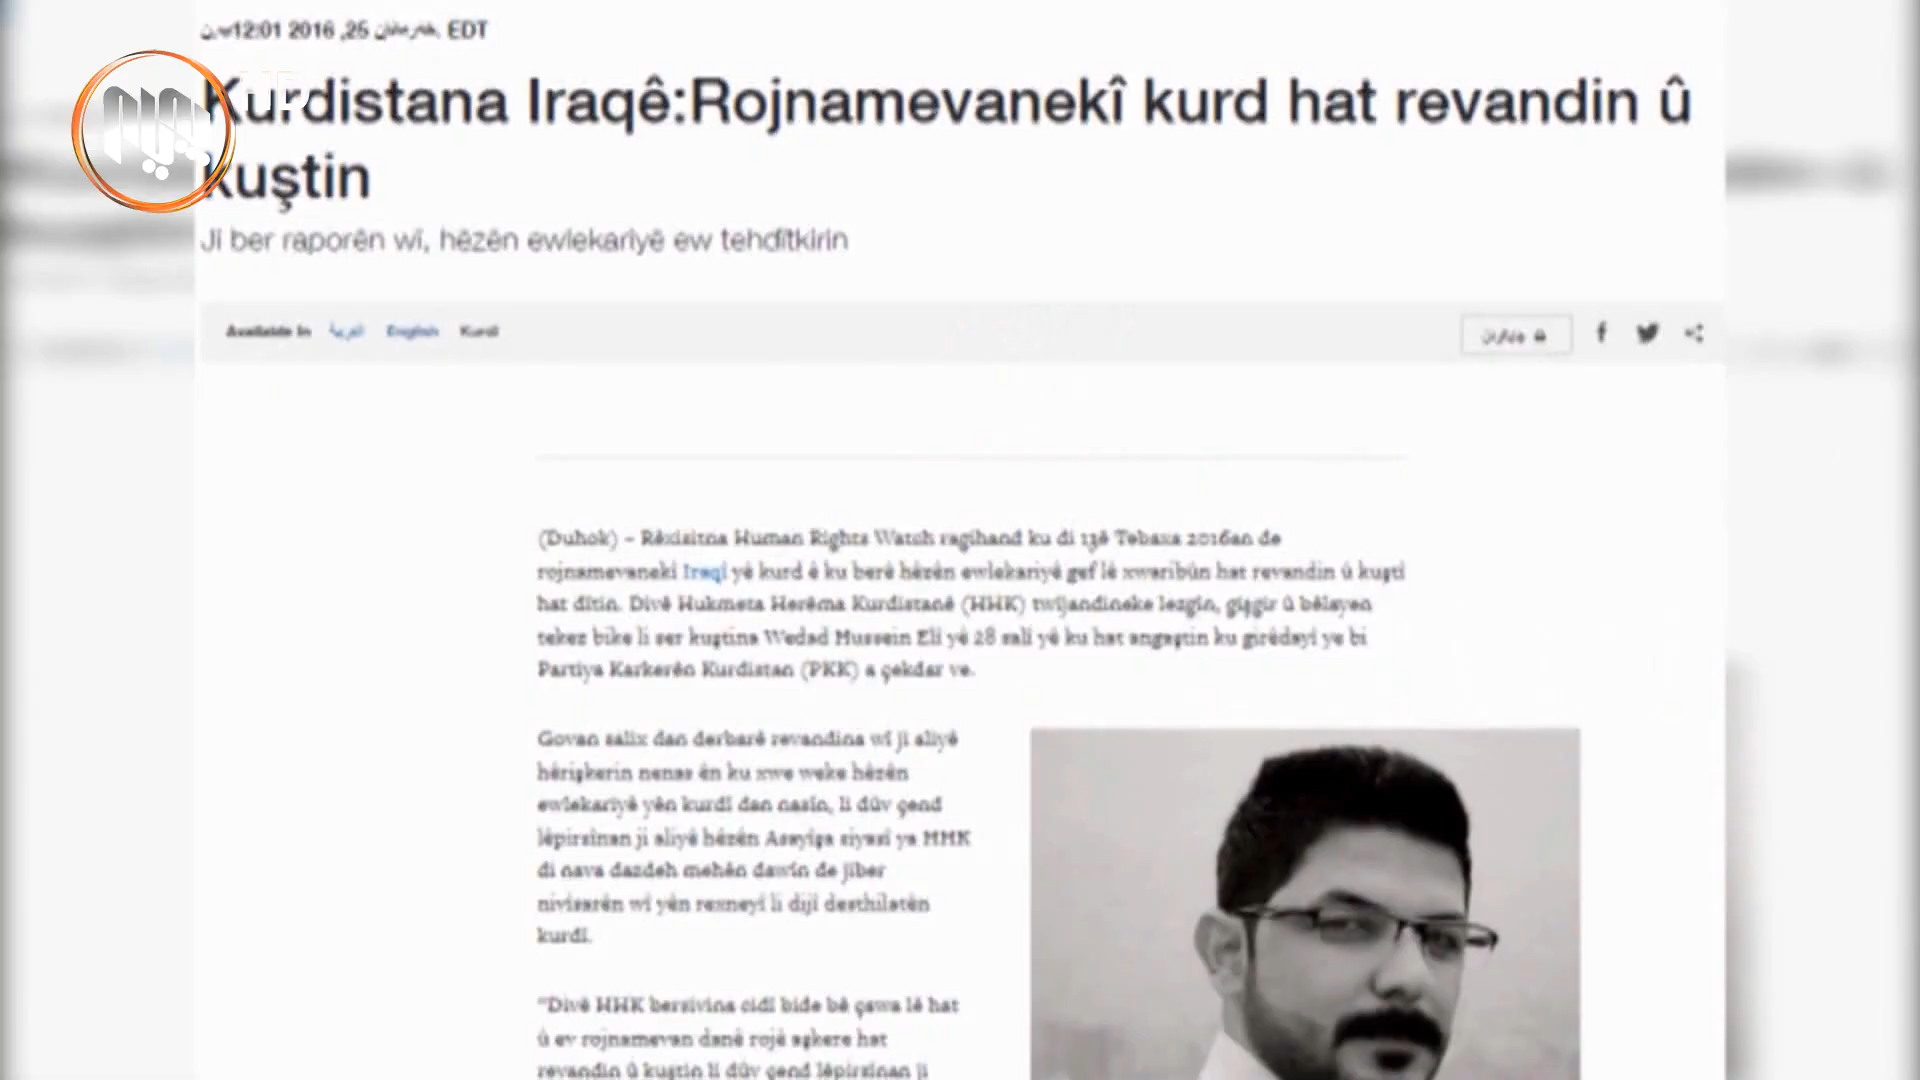 12:01 2016 ,25 EDT
Kurdistana Iraqê:Rojnamevanekî kurd hat revandin û
kuştin
Ji ber raporên wî, hêzên ewlekariyê ew tehdîtkirin
Available In العربية English Kurdî
HD
(Duhok) – Rêxisitna Human Rights Watch ragihand ku di 13ê Tebaxa 2016an de
rojnamevanekî Iraqî yê kurd ê ku berê hêzên ewlekariyê gef lê xwaribûn hat revandin û kuştî
hat dîtin. Divê Hukmeta Herêma Kurdistanê (HHK) twîjandineke lezgîn, gişgir û bêlayen
tekez bike li ser kuştina Wedad Hussein Elî yê 28 salî yê ku hat angaştin ku girêdayî ye bi
Partiya Karkerên Kurdistan (PKK) a çekdar ve.
Govan salix dan derbarê revandina wî ji aliyê
hêrişkerin nenas ên ku xwe weke hêzên
ewlekariyê yên kurdî dan nasîn, li dûv çend
lêpirsînan ji aliyê hêzên Asayîşa siyasî ya HHK
di nava dazdeh mehên dawîn de jiber
nivîsarên wî yên rexneyî li dijî desthilatên
kurdî.
"Divê HHK bersivina cidî bide bê çawa lê hat
û ev rojnamevan danê rojê aşkere hat
revandin û kuştin li dûv çend lêpirsînan ji